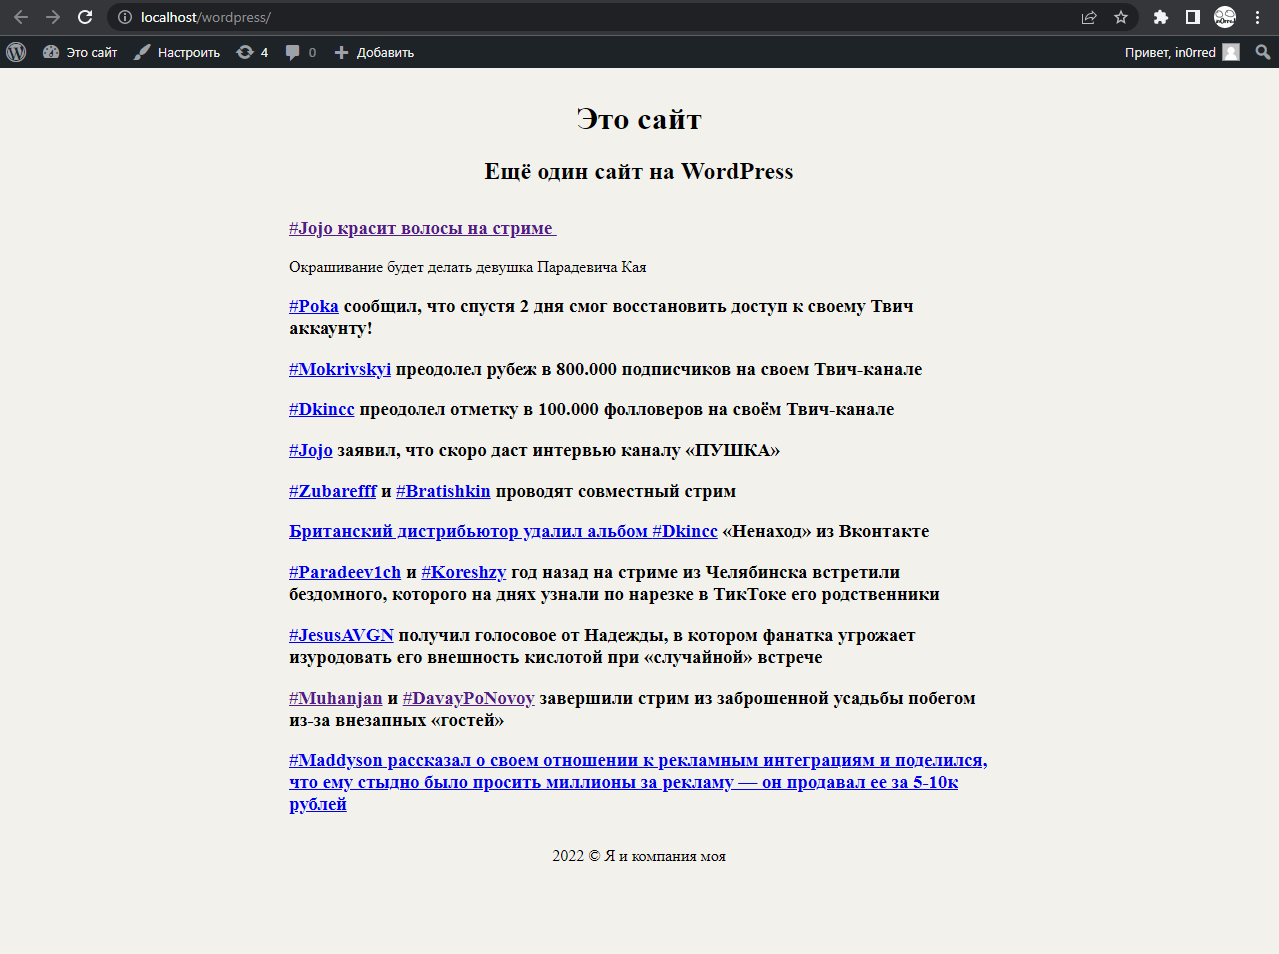 localhost/wordpress/
Это сайт Настроить 4 0 Добавить Привет, in0rred
Это сайт
Ещё один сайт на WordPress
#Jojo красит волосы на стриме
Окрашивание будет делать девушка Парадевича Кая
#Poka сообщил, что спустя 2 дня смог восстановить доступ к своему Твич
аккаунту!
#Mokrivskyi преодолел рубеж в 800.000 подписчиков на своем Твич-канале
#Dkincc преодолел отметку в 100.000 фолловеров на своём Твич-канале
#Jojo заявил, что скоро даст интервью каналу «ПУШКА»
#Zubarefff и #Bratishkin проводят совместный стрим
Британский дистрибьютор удалил альбом #Dkincc «Ненаход» из Вконтакте
#Paradeev1ch и #Koreshzy год назад на стриме из Челябинска встретили
бездомного, которого на днях узнали по нарезке в ТикТоке его родственники
#JesusAVGN получил голосовое от Надежды, в котором фанатка угрожает
изуродовать его внешность кислотой при «случайной» встрече
#Muhanjan и #DavayPoNovoy завершили стрим из заброшенной усадьбы побегом
из-за внезапных «гостей»
#Maddyson рассказал о своем отношении к рекламным интеграциям и поделился,
что ему стыдно было просить миллионы за рекламу — он продавал ее за 5-10к
рублей
2022 © Я и компания моя